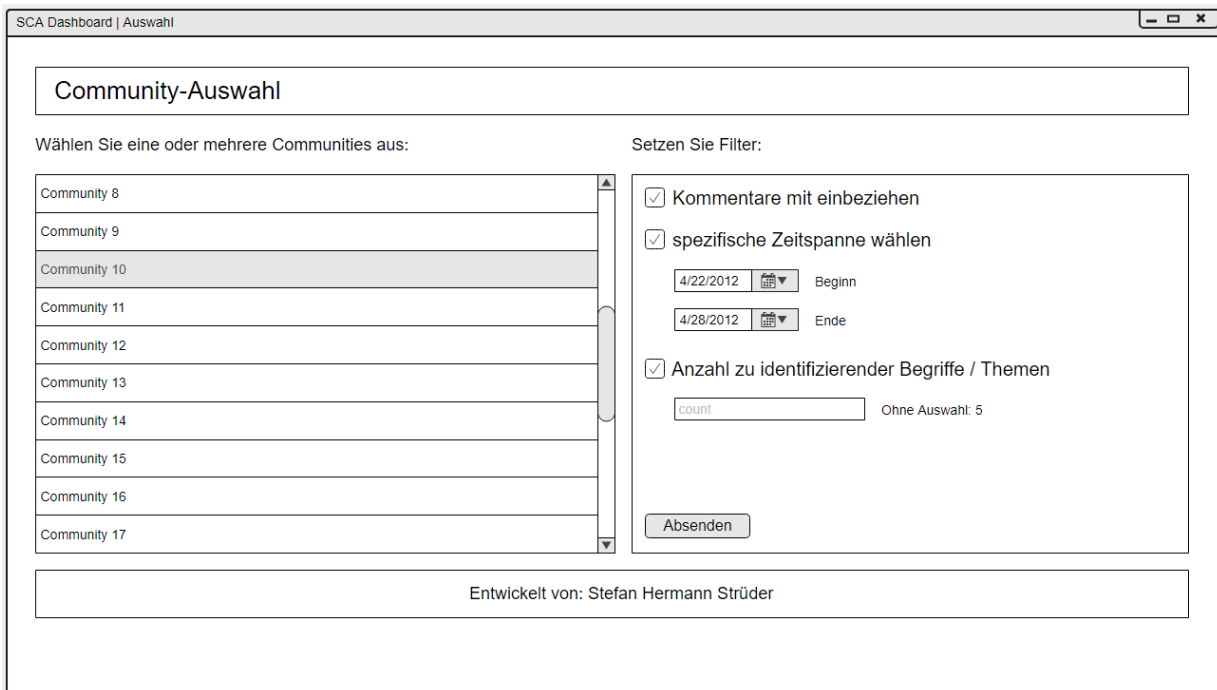 SCA Dashboard | Auswahl
Community-Auswahl
Wählen Sie eine oder mehrere Communities aus:
Community 8
Community 9
Community 10
Community 11
Community 12
Community 13
Community 14
Community 15
Community 16
Community 17
Setzen Sie Filter:
Kommentare mit einbeziehen
spezifische Zeitspanne wählen
4/22/2012 Beginn
4/28/2012 Ende
Anzahl zu identifizierender Begriffe / Themen
count Ohne Auswahl: 5
Absenden
Entwickelt von: Stefan Hermann Strüder